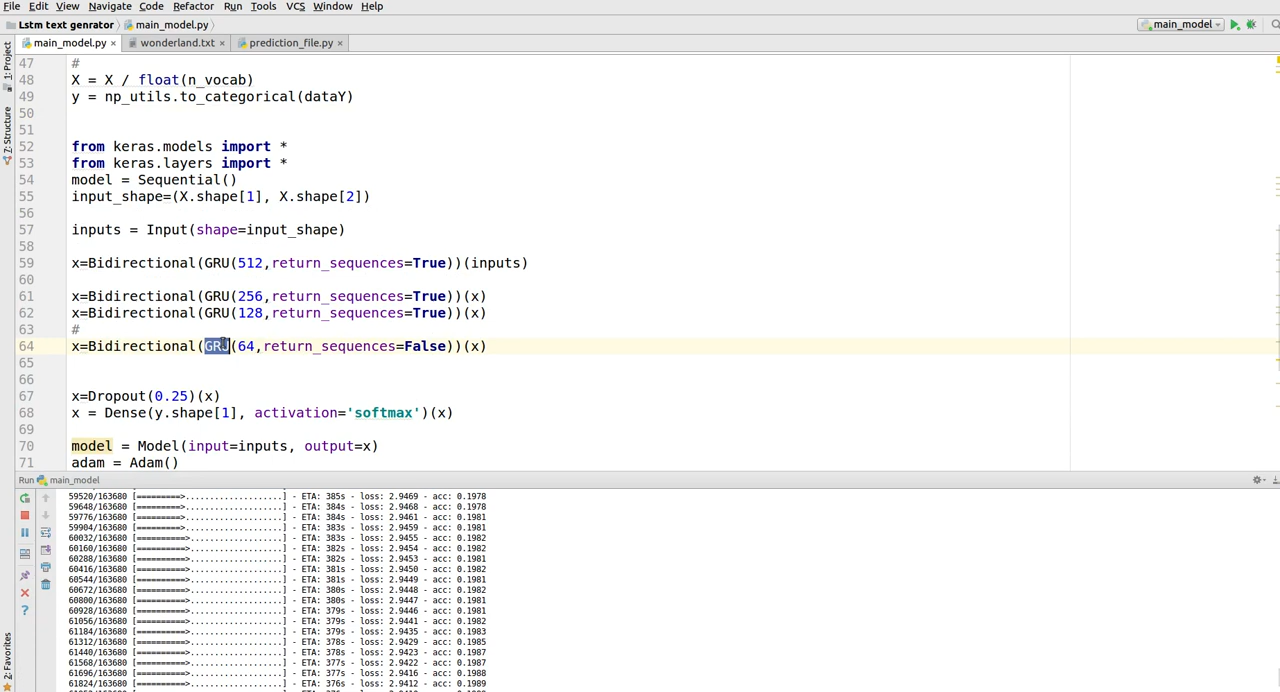 File Edit View Navigate Code Refactor Run Tools VCS Window Help
Lstm text genrator main_model.py main_model
main_model.py × wonderland.txt × prediction_file.py ×
1: Project
7: Structure
2: Favorites
47 #
48 X = X / float(n_vocab)
49 y = np_utils.to_categorical(dataY)
50
51
52 from keras.models import *
53 from keras.layers import *
54 model = Sequential()
55 input_shape=(X.shape[1], X.shape[2])
56
57 inputs = Input(shape=input_shape)
58
59 x=Bidirectional(GRU(512,return_sequences=True))(inputs)
60
61 x=Bidirectional(GRU(256,return_sequences=True))(x)
62 x=Bidirectional(GRU(128,return_sequences=True))(x)
63 #
64 x=Bidirectional(GRU(64,return_sequences=False))(x)
65
66
67 x=Dropout(0.25)(x)
68 x = Dense(y.shape[1], activation='softmax')(x)
69
70 model = Model(input=inputs, output=x)
71 adam = Adam()
Run main_model
59520/163680 [=========>....................] - ETA: 385s - loss: 2.9469 - acc: 0.1978
59648/163680 [=========>....................] - ETA: 384s - loss: 2.9468 - acc: 0.1978
59776/163680 [=========>....................] - ETA: 384s - loss: 2.9461 - acc: 0.1981
59904/163680 [=========>....................] - ETA: 383s - loss: 2.9459 - acc: 0.1981
60032/163680 [==========>...................] - ETA: 383s - loss: 2.9455 - acc: 0.1982
60160/163680 [==========>...................] - ETA: 382s - loss: 2.9454 - acc: 0.1982
60288/163680 [==========>...................] - ETA: 382s - loss: 2.9453 - acc: 0.1981
60416/163680 [==========>...................] - ETA: 381s - loss: 2.9450 - acc: 0.1982
60544/163680 [==========>...................] - ETA: 381s - loss: 2.9449 - acc: 0.1981
60672/163680 [==========>...................] - ETA: 380s - loss: 2.9448 - acc: 0.1982
60800/163680 [==========>...................] - ETA: 380s - loss: 2.9447 - acc: 0.1981
60928/163680 [==========>...................] - ETA: 379s - loss: 2.9446 - acc: 0.1981
61056/163680 [==========>...................] - ETA: 379s - loss: 2.9441 - acc: 0.1982
61184/163680 [==========>...................] - ETA: 379s - loss: 2.9435 - acc: 0.1983
61312/163680 [==========>...................] - ETA: 378s - loss: 2.9429 - acc: 0.1985
61440/163680 [==========>...................] - ETA: 378s - loss: 2.9423 - acc: 0.1987
61568/163680 [==========>...................] - ETA: 377s - loss: 2.9422 - acc: 0.1987
61696/163680 [==========>...................] - ETA: 377s - loss: 2.9416 - acc: 0.1988
61824/163680 [==========>...................] - ETA: 376s - loss: 2.9412 - acc: 0.1989